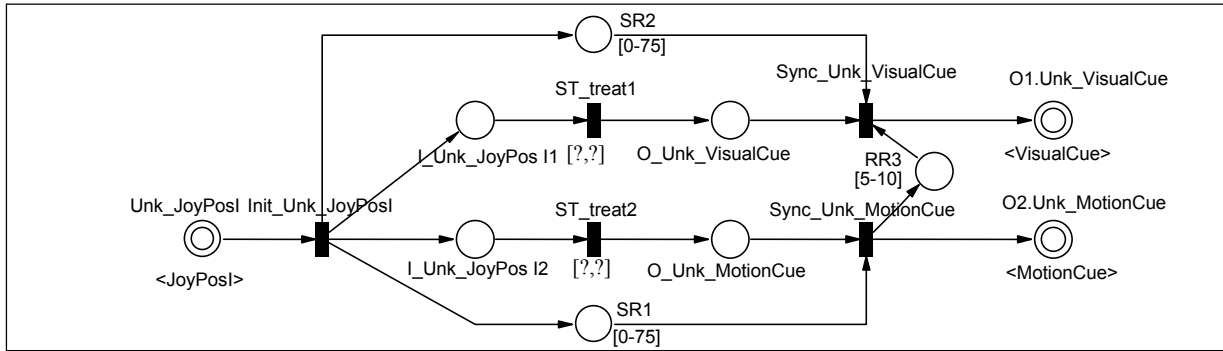 SR2
[0-75]
Sync_Unk_VisualCue
O1.Unk_VisualCue
ST_treat1
I_Unk_JoyPos I1
[?,?]
O_Unk_VisualCue
<VisualCue>
RR3
[5-10]
Unk_JoyPosI
Init_Unk_JoyPosI
ST_treat2
Sync_Unk_MotionCue
O2.Unk_MotionCue
<JoyPosI>
I_Unk_JoyPos I2
[?,?]
O_Unk_MotionCue
<MotionCue>
SR1
[0-75]